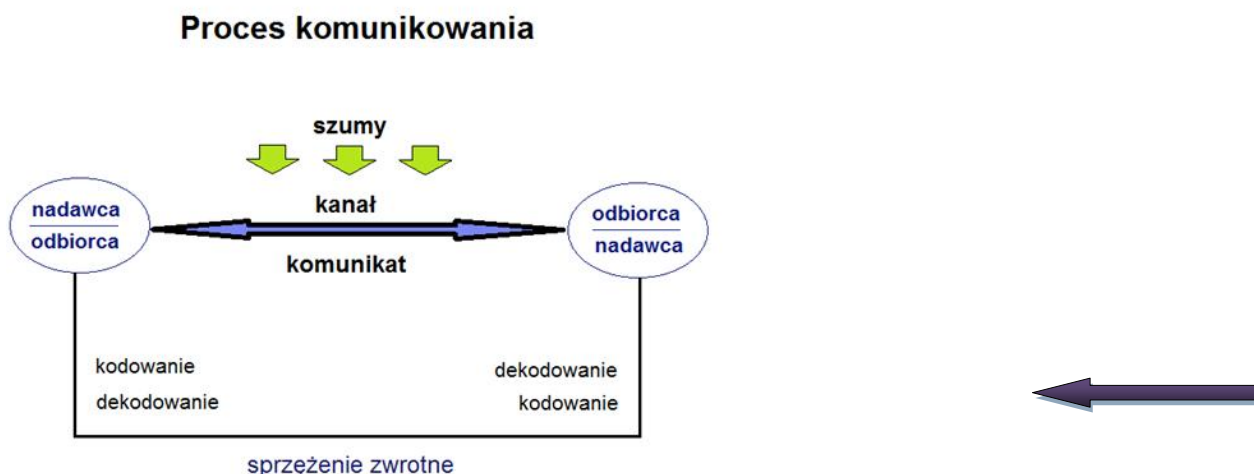 Proces komunikowania
szumy
kanał
nadawca
odbiorca
odbiorca
nadawca
komunikat
kodowanie
dekodowanie
dekodowanie
kodowanie
sprzężenie zwrotne